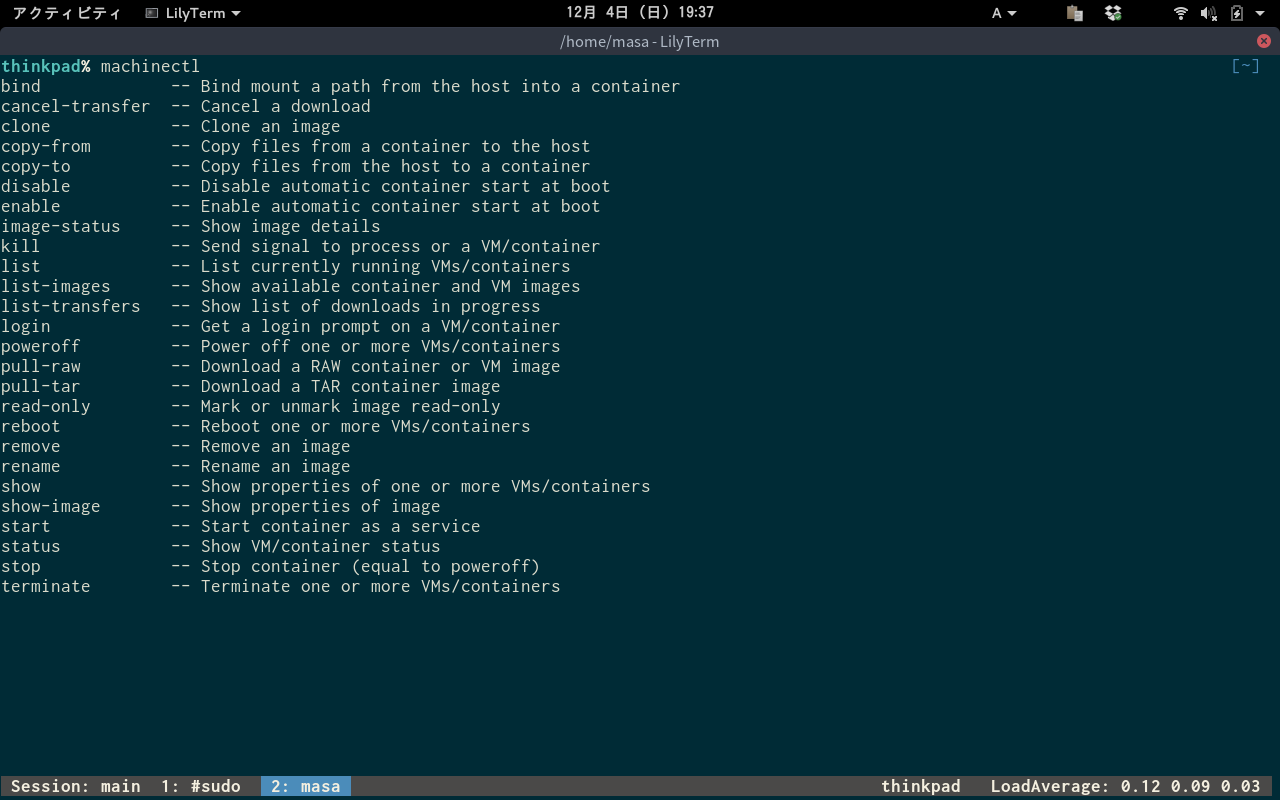 アクティビティ LilyTerm 12月 4日 (日) 19:37 A
/home/masa - LilyTerm
thinkpad% machinectl [~]
bind -- Bind mount a path from the host into a container
cancel-transfer -- Cancel a download
clone -- Clone an image
copy-from -- Copy files from a container to the host
copy-to -- Copy files from the host to a container
disable -- Disable automatic container start at boot
enable -- Enable automatic container start at boot
image-status -- Show image details
kill -- Send signal to process or a VM/container
list -- List currently running VMs/containers
list-images -- Show available container and VM images
list-transfers -- Show list of downloads in progress
login -- Get a login prompt on a VM/container
poweroff -- Power off one or more VMs/containers
pull-raw -- Download a RAW container or VM image
pull-tar -- Download a TAR container image
read-only -- Mark or unmark image read-only
reboot -- Reboot one or more VMs/containers
remove -- Remove an image
rename -- Rename an image
show -- Show properties of one or more VMs/containers
show-image -- Show properties of image
start -- Start container as a service
status -- Show VM/container status
stop -- Stop container (equal to poweroff)
terminate -- Terminate one or more VMs/containers
Session: main 1: #sudo 2: masa thinkpad LoadAverage: 0.12 0.09 0.03